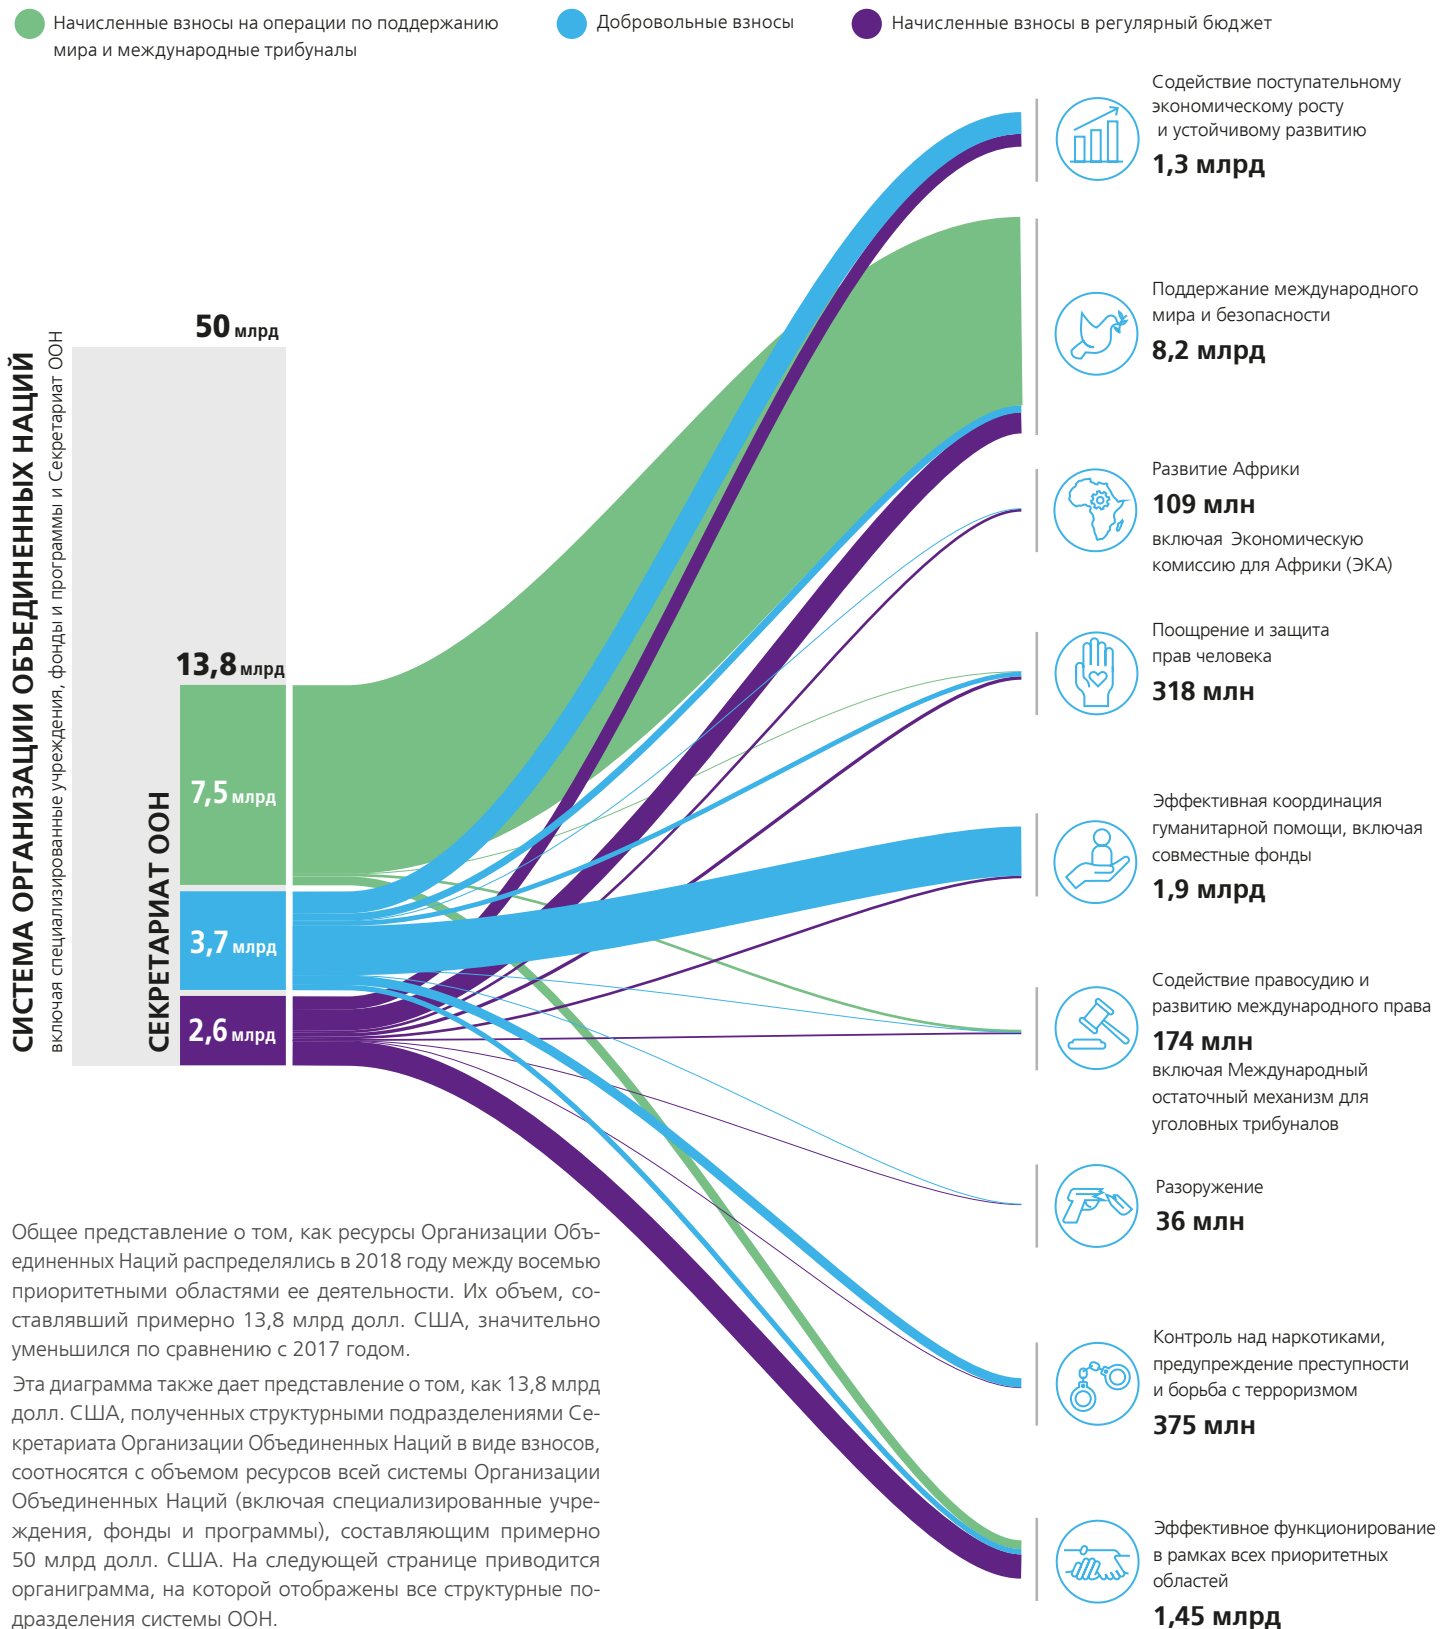 Начисленные взносы на операции по поддержанию
мира и международные трибуналы
Добровольные взносы
Начисленные взносы в регулярный бюджет
СИСТЕМА ОРГАНИЗАЦИИ ОБЪЕДИНЕННЫХ НАЦИЙ
включая специализированные учреждения, фонды и программы и Секретариат ООН
50 млрд
СЕКРЕТАРИАТ ООН
13,8 млрд
7,5 млрд
3,7 млрд
2,6 млрд
Содействие поступательному
экономическому росту
и устойчивому развитию
1,3 млрд
Поддержание международного
мира и безопасности
8,2 млрд
Развитие Африки
109 млн
включая Экономическую
комиссию для Африки (ЭКА)
Поощрение и защита
прав человека
318 млн
Эффективная координация
гуманитарной помощи, включая
совместные фонды
1,9 млрд
Содействие правосудию и
развитию международного права
174 млн
включая Международный
остаточный механизм для
уголовных трибуналов
Разоружение
36 млн
Контроль над наркотиками,
предупреждение преступности
и борьба с терроризмом
375 млн
Эффективное функционирование
в рамках всех приоритетных
областей
1,45 млрд
Общее представление о том, как ресурсы Организации Объ-
единенных Наций распределялись в 2018 году между восемью
приоритетными областями ее деятельности. Их объем, со-
ставлявший примерно 13,8 млрд долл. США, значительно
уменьшился по сравнению с 2017 годом.
Эта диаграмма также дает представление о том, как 13,8 млрд
долл. США, полученных структурными подразделениями Се-
кретариата Организации Объединенных Наций в виде взносов,
соотносятся с объемом ресурсов всей системы Организации
Объединенных Наций (включая специализированные учре-
ждения, фонды и программы), составляющим примерно
50 млрд долл. США. На следующей странице приводится
органиграмма, на которой отображены все структурные по-
дразделения системы ООН.